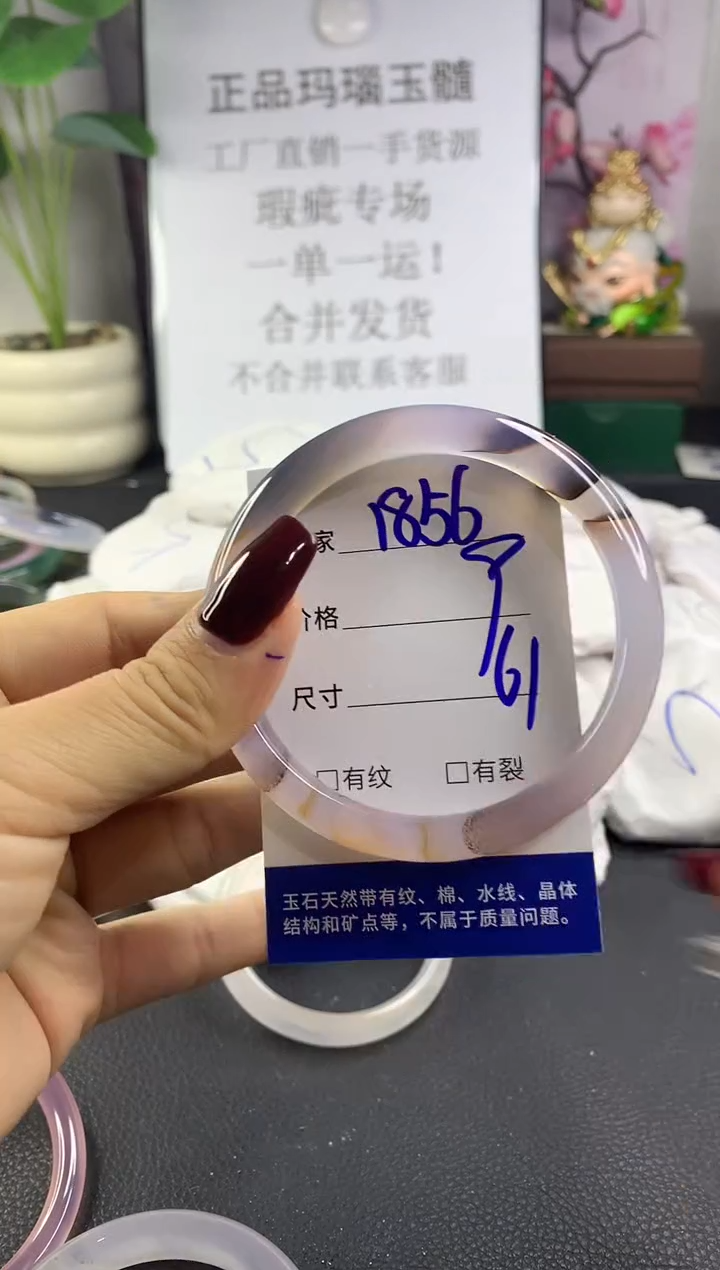 正品玛瑙玉髓
工厂直销一手货源
瑕疵专场
一单一运！
合并发货
不合并联系客服
家 1856
价格
尺寸 61
□有纹 □有裂
玉石天然带有纹、棉、水线、晶体
结构和矿点等，不属于质量问题。